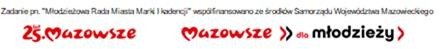 Zadanie pn. "Młodzieżowa Rada Miasta Marki I kadencji" współfinansowano ze środków Samorządu Województwa Mazowieckiego
25. Mazowsze Mazowsze dla młodzieży